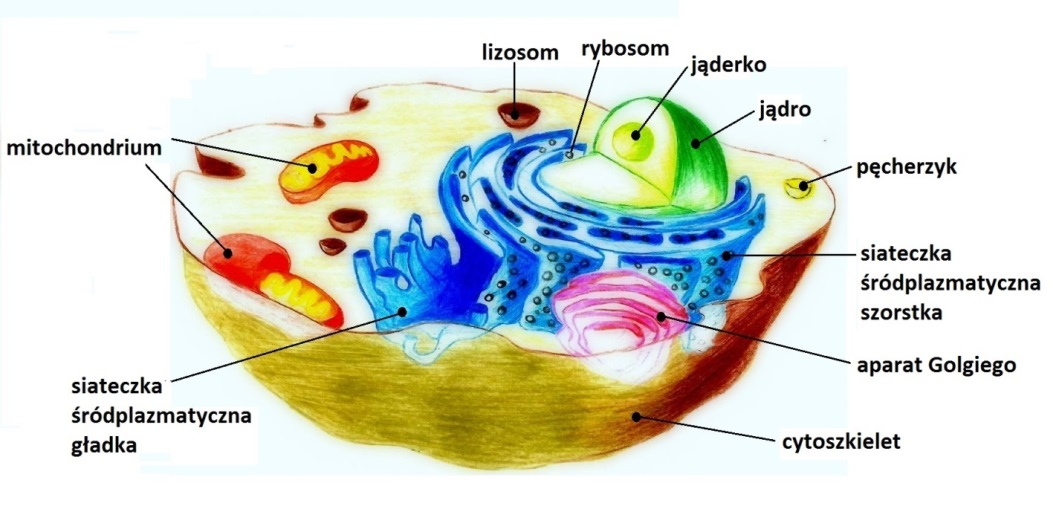 lizosom
rybosom
jąderko
jądro
mitochondrium
pęcherzyk
siateczka
śródplazmatyczna
szorstka
aparat Golgiego
siateczka
śródplazmatyczna
gładka
cytoszkielet